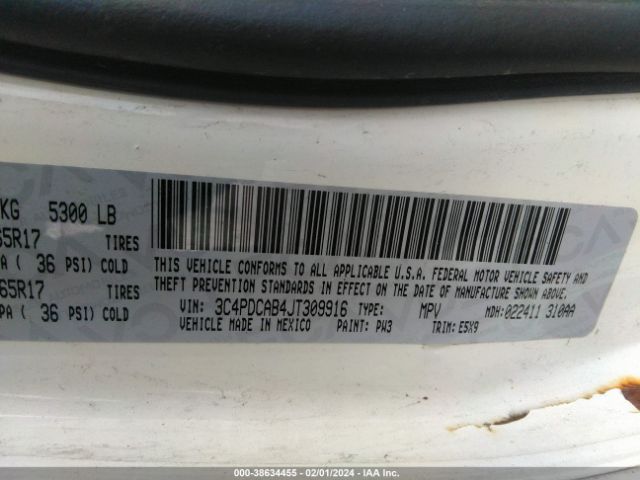 KG 5300 LB
65R17 TIRES
PA ( 36 PSI) COLD
65R17 TIRES
PA ( 36 PSI) COLD
THIS VEHICLE CONFORMS TO ALL APPLICABLE U.S.A. FEDERAL MOTOR VEHICLE SAFETY AND
THEFT PREVENTION STANDARDS IN EFFECT ON THE DATE OF MANUFACTURE SHOWN ABOVE.
VIN: 3C4PDCAB4JT309916 TYPE: MPV MDH:022411 310AA
VEHICLE MADE IN MEXICO PAINT: PW3 TRIM: E5X9
000-38634455 - 02/01/2024 - IAA Inc.